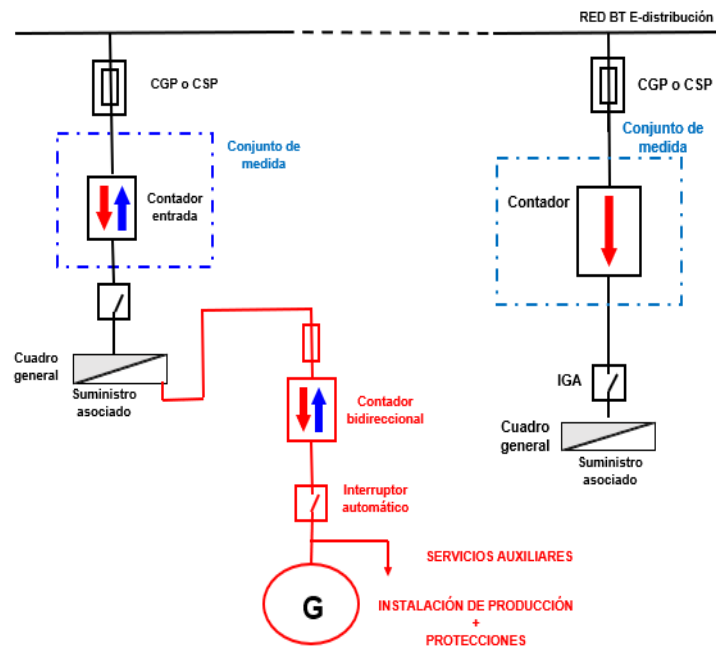 RED BT E-distribución
CGP o CSP
CGP o CSP
Conjunto de
medida
Conjunto de
medida
Contador
entrada
Contador
Cuadro
general
Suministro
asociado
Contador
bidireccional
IGA
Cuadro
general
Suministro
asociado
Interruptor
automático
SERVICIOS AUXILIARES
G
INSTALACIÓN DE PRODUCCIÓN
+
PROTECCIONES